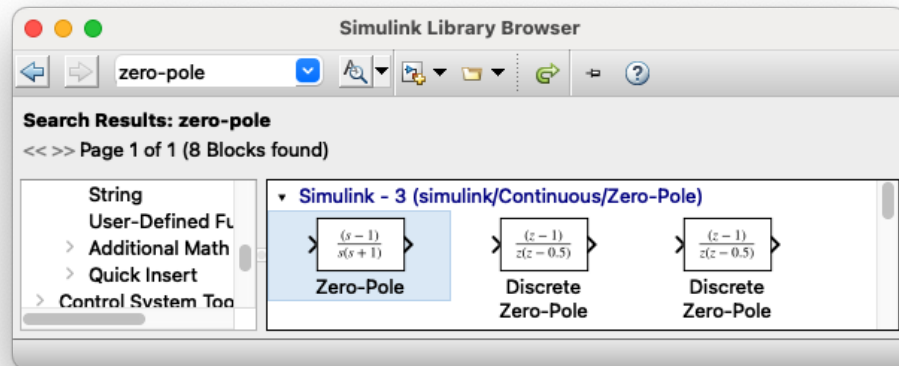 Simulink Library Browser
zero-pole
Search Results: zero-pole
<< >> Page 1 of 1 (8 Blocks found)
String
User-Defined Fu
Additional Math
Quick Insert
Control System Too
Simulink - 3 (simulink/Continuous/Zero-Pole)
(s − 1)
s(s + 1)
Zero-Pole
(z − 1)
z(z − 0.5)
Discrete
Zero-Pole
(z − 1)
z(z − 0.5)
Discrete
Zero-Pole